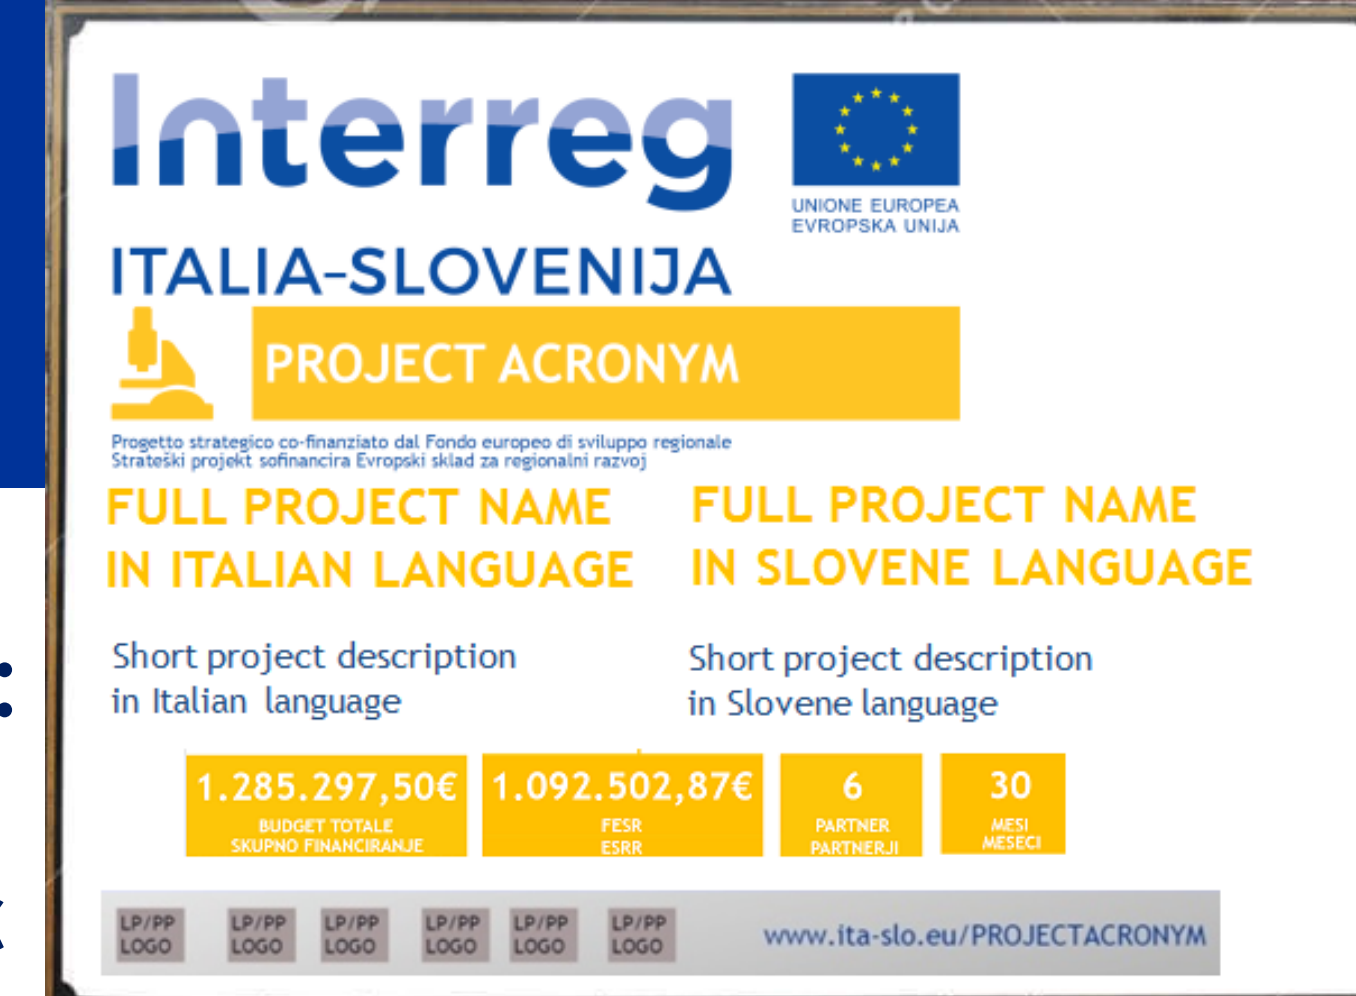 Interreg
UNIONE EUROPEA
EVROPSKA UNIJA
ITALIA-SLOVENIJA
PROJECT ACRONYM
Progetto strategico co-finanziato dal Fondo europeo di sviluppo regionale
Strateški projekt sofinancira Evropski sklad za regionalni razvoj
FULL PROJECT NAME
IN ITALIAN LANGUAGE
FULL PROJECT NAME
IN SLOVENE LANGUAGE
Short project description
in Italian language
Short project description
in Slovene language
1.285.297,50€
BUDGET TOTALE
SKUPNO FINANCIRANJE
1.092.502,87€
FESR
ESRR
6
PARTNER
PARTNERJI
30
MESI
MESECI
LP/PP
LOGO
LP/PP
LOGO
LP/PP
LOGO
LP/PP
LOGO
LP/PP
LOGO
LP/PP
LOGO
www.ita-slo.eu/PROJECTACRONYM